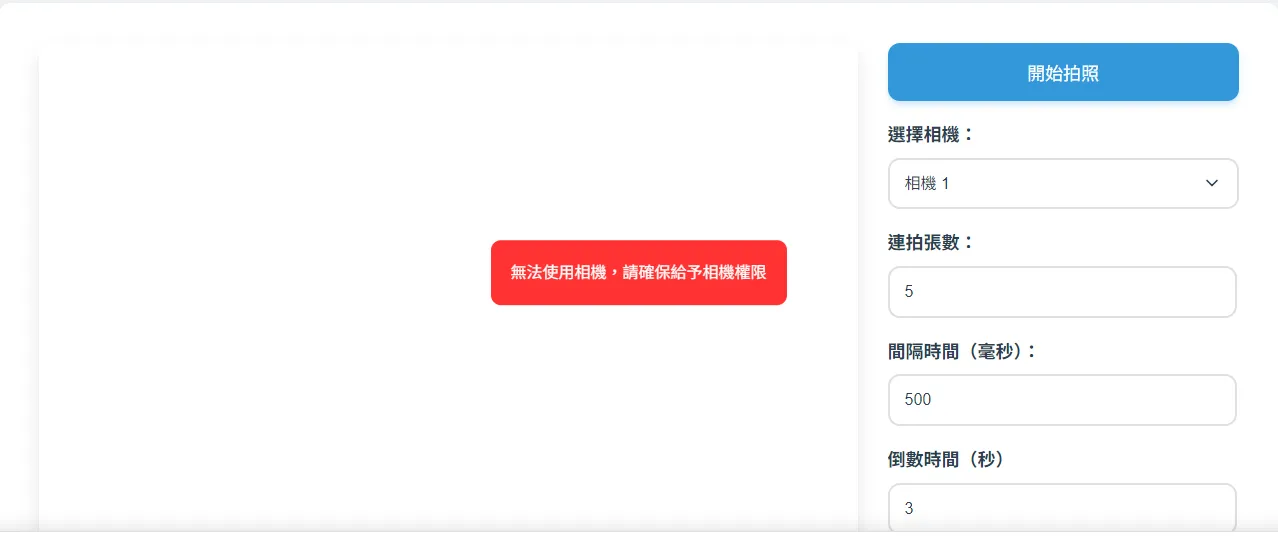 開始拍照
選擇相機：
相機 1
連拍張數：
5
無法使用相機，請確保給予相機權限
間隔時間（毫秒）：
500
倒數時間（秒）
3